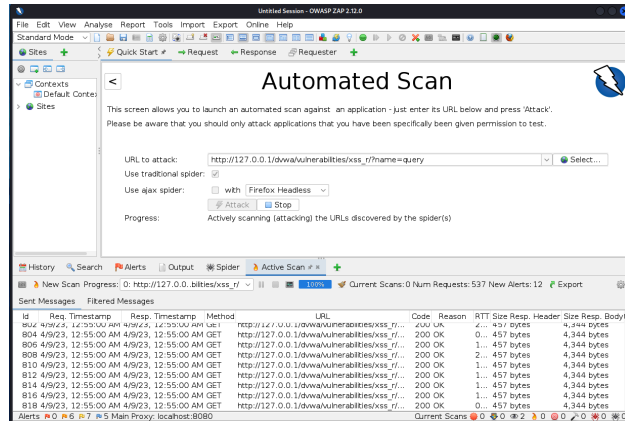 Untitled Session - OWASP ZAP 2.12.0
File Edit View Analyse Report Tools Import Export Online Help
Standard Mode
Sites Quick Start Request Response Requester
Contexts
Default Conte
Sites
<
Automated Scan
This screen allows you to launch an automated scan against an application - just enter its URL below and press 'Attack'.
Please be aware that you should only attack applications that you have been specifically been given permission to test.
URL to attack: http://127.0.0.1/dvwa/vulnerabilities/xss_r/?name=query Select...
Use traditional spider:
Use ajax spider: with Firefox Headless
Attack Stop
Progress: Actively scanning (attacking) the URLs discovered by the spider(s)
History Search Alerts Output Spider Active Scan
New Scan Progress: 0: http://127.0.0..bilities/xss_r/ 100% Current Scans: 0 Num Requests: 537 New Alerts: 12 Export
Sent Messages Filtered Messages
Id Req. Timestamp Resp. Timestamp Method URL Code Reason RTT Size Resp. Header Size Resp. Body
802 4/9/23, 12:55:00 AM 4/9/23, 12:55:00 AM GET http://127.0.0.1/dvwa/vulnerabilities/xss_r/... 200 OK 2... 457 bytes 4,344 bytes
804 4/9/23, 12:55:00 AM 4/9/23, 12:55:00 AM GET http://127.0.0.1/dvwa/vulnerabilities/xss_r/... 200 OK 0... 457 bytes 4,344 bytes
806 4/9/23, 12:55:00 AM 4/9/23, 12:55:00 AM GET http://127.0.0.1/dvwa/vulnerabilities/xss_r/... 200 OK 1... 457 bytes 4,344 bytes
808 4/9/23, 12:55:00 AM 4/9/23, 12:55:00 AM GET http://127.0.0.1/dvwa/vulnerabilities/xss_r/... 200 OK 2... 457 bytes 4,344 bytes
810 4/9/23, 12:55:00 AM 4/9/23, 12:55:00 AM GET http://127.0.0.1/dvwa/vulnerabilities/xss_r/... 200 OK 1... 457 bytes 4,344 bytes
812 4/9/23, 12:55:00 AM 4/9/23, 12:55:00 AM GET http://127.0.0.1/dvwa/vulnerabilities/xss_r/... 200 OK 1... 457 bytes 4,344 bytes
814 4/9/23, 12:55:00 AM 4/9/23, 12:55:00 AM GET http://127.0.0.1/dvwa/vulnerabilities/xss_r/... 200 OK 1... 457 bytes 4,344 bytes
816 4/9/23, 12:55:00 AM 4/9/23, 12:55:00 AM GET http://127.0.0.1/dvwa/vulnerabilities/xss_r/... 200 OK 1... 457 bytes 4,344 bytes
818 4/9/23, 12:55:00 AM 4/9/23, 12:55:00 AM GET http://127.0.0.1/dvwa/vulnerabilities/xss_r/... 200 OK 0... 457 bytes 4,344 bytes
Alerts 0 6 7 5 Main Proxy: localhost:8080 Current Scans 0 0 2 0 0 0 0